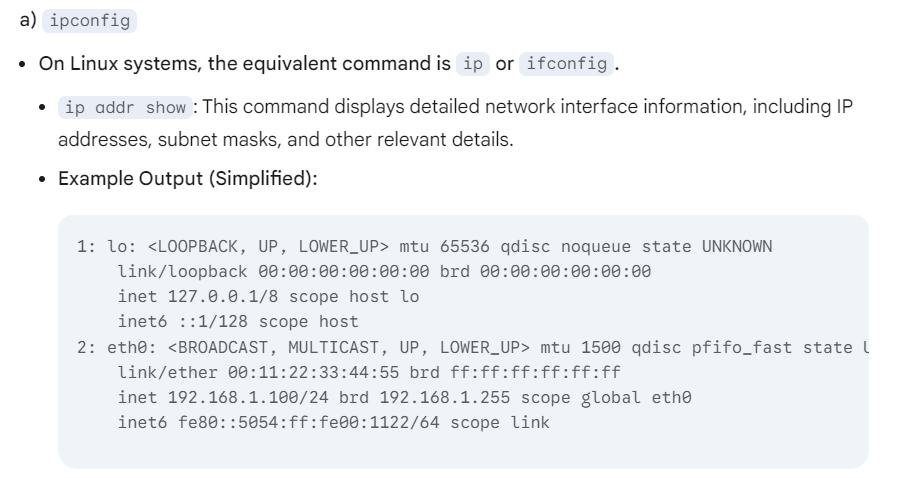 a) ipconfig
• On Linux systems, the equivalent command is ip or ifconfig.
• ip addr show: This command displays detailed network interface information, including IP
addresses, subnet masks, and other relevant details.
• Example Output (Simplified):
1: lo: <LOOPBACK, UP, LOWER_UP> mtu 65536 qdisc noqueue state UNKNOWN
    link/loopback 00:00:00:00:00:00 brd 00:00:00:00:00:00
    inet 127.0.0.1/8 scope host lo
    inet6 ::1/128 scope host
2: eth0: <BROADCAST, MULTICAST, UP, LOWER_UP> mtu 1500 qdisc pfifo_fast state
    link/ether 00:11:22:33:44:55 brd ff:ff:ff:ff:ff:ff
    inet 192.168.1.100/24 brd 192.168.1.255 scope global eth0
    inet6 fe80::5054:ff:fe00:1122/64 scope link